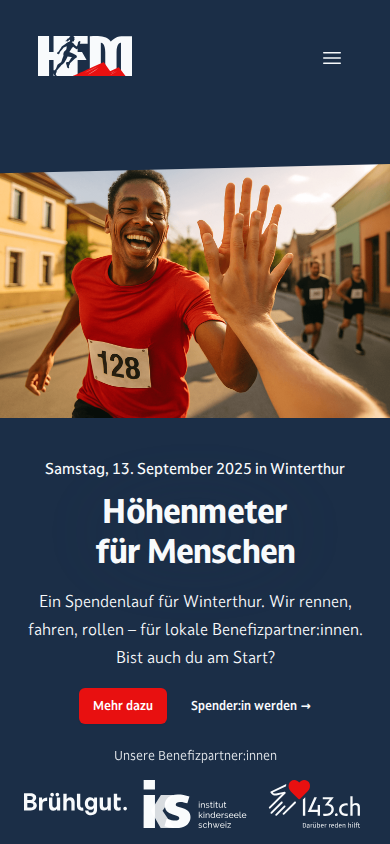 HFM
128
Samstag, 13. September 2025 in Winterthur
Höhenmeter
für Menschen
Ein Spendenlauf für Winterthur. Wir rennen,
fahren, rollen – für lokale Benefizpartner:innen.
Bist auch du am Start?
Mehr dazu
Spender:in werden →
Unsere Benefizpartner:innen
Brühlgut.
iks
institut
kinderseele
schweiz
143.ch
Darüber reden hilft